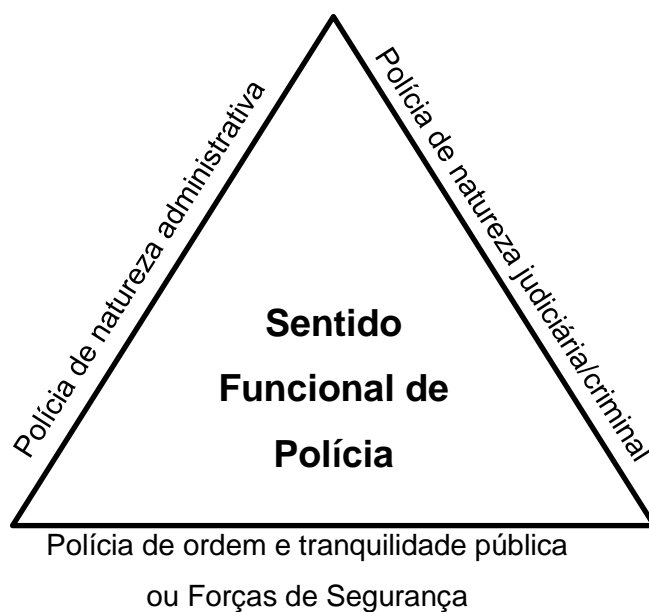 Polícia de natureza administrativa
Polícia de natureza judiciária/criminal
Sentido
Funcional de
Polícia
Polícia de ordem e tranquilidade pública
ou Forças de Segurança